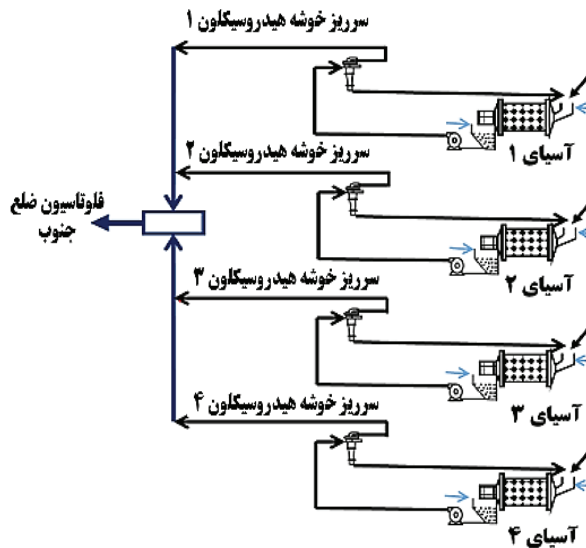 سرریز خوشه هیدروسیکلون ۱
آسیای ۱
سرریز خوشه هیدروسیکلون ۲
آسیای ۲
فلوتاسیون ضلع
جنوب
سرریز خوشه هیدروسیکلون ۳
آسیای ۳
سرریز خوشه هیدروسیکلون ۴
آسیای ۴